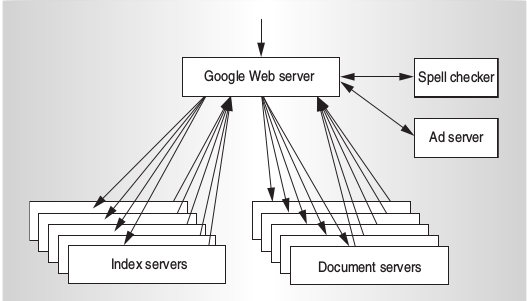 Google Web server
Spell checker
Ad server
Index servers
Document servers